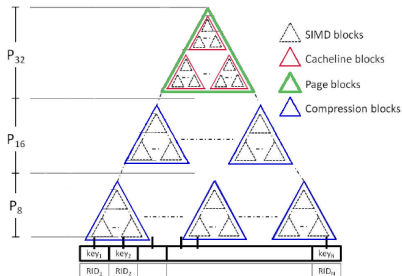 P32
SIMD blocks
Cacheline blocks
Page blocks
Compression blocks
P16
P8
key1 key2 keyN
RID1 RID2 RIDN